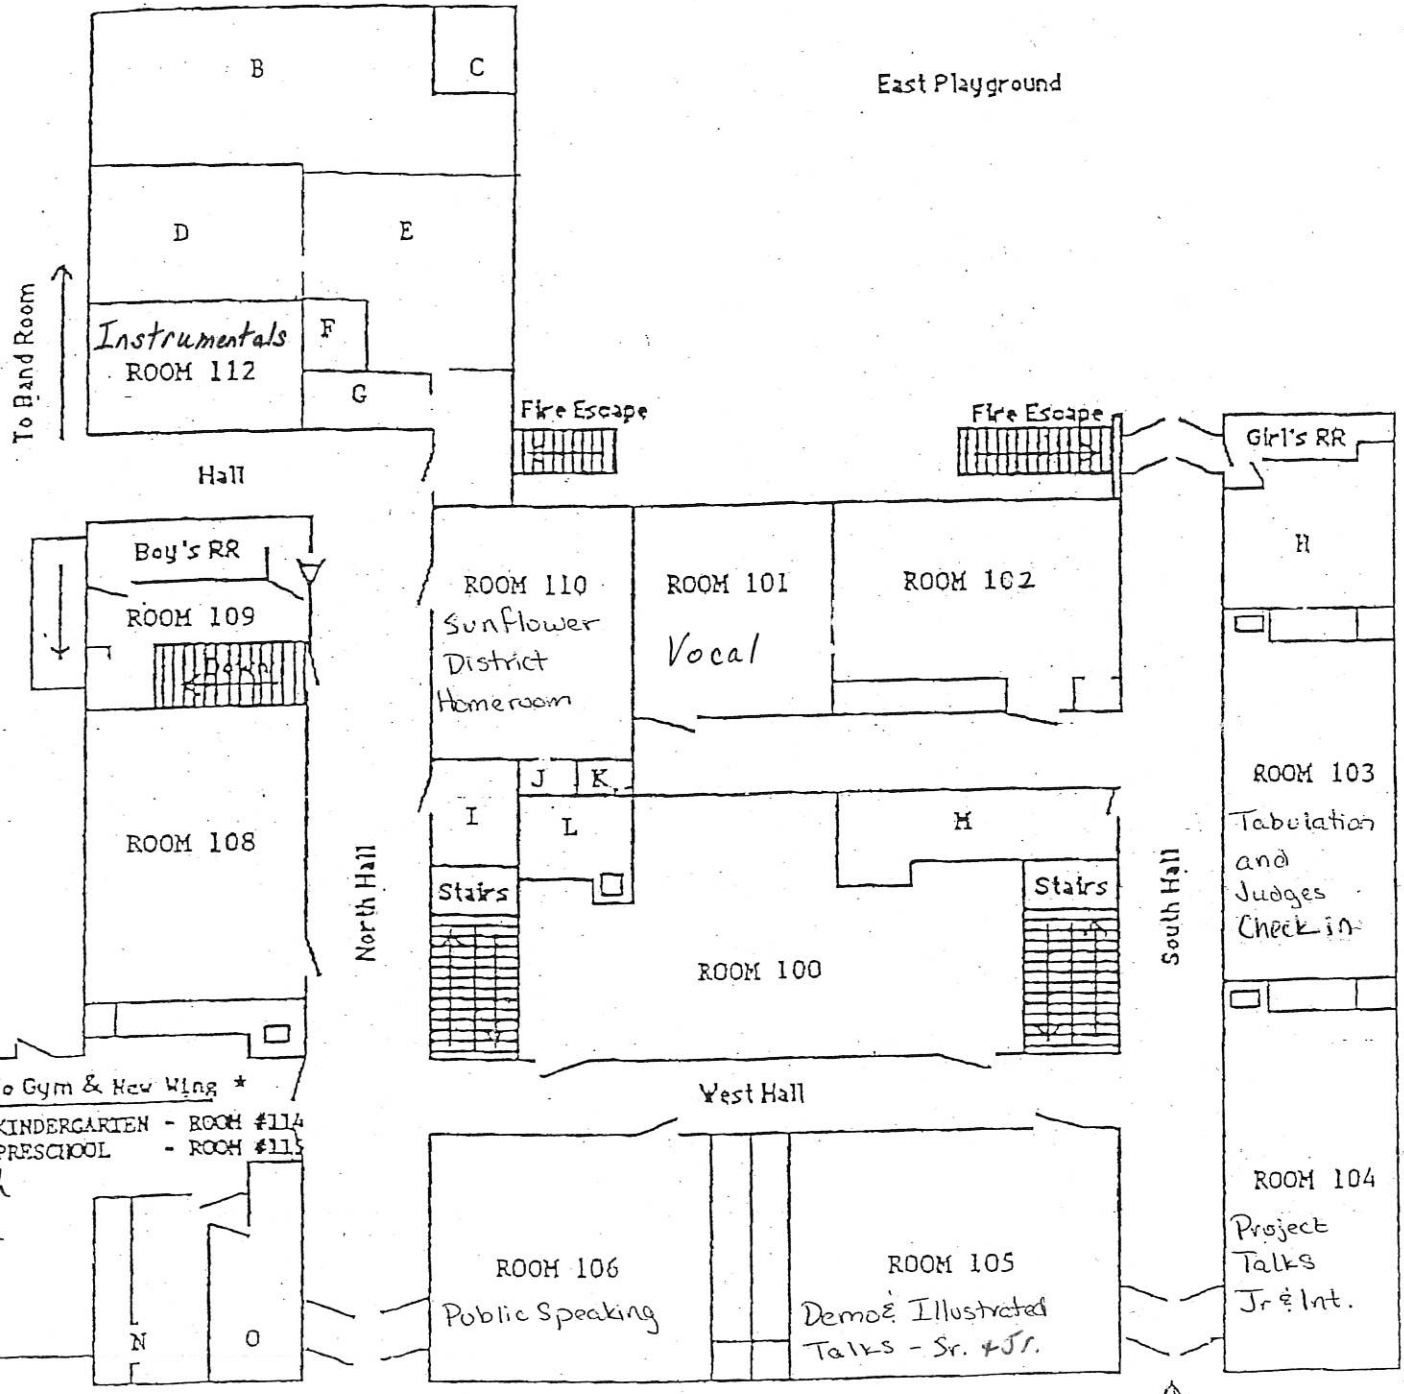 B
C
East Playground
D
E
To Band Room
Instrumentals
ROOM 112
F
G
Fire Escape
Fire Escape
Girl's RR
Hall
H
Boy's RR
ROOM 109
Down
ROOM 110
Sunflower
District
Homeroom
ROOM 101
Vocal
ROOM 102
ROOM 103
Tabulation
and
Judges
Check in
J
K
I
L
M
ROOM 108
North Hall
Stairs
Stairs
South Hall
ROOM 100
o Gym & New Wing *
KINDERGARTEN - ROOM #114
PRESCHOOL - ROOM #115
West Hall
ROOM 104
Project
Talks
Jr & Int.
ROOM 106
Public Speaking
ROOM 105
Demo & Illustrated
Talks - Sr. & Jr.
N
O